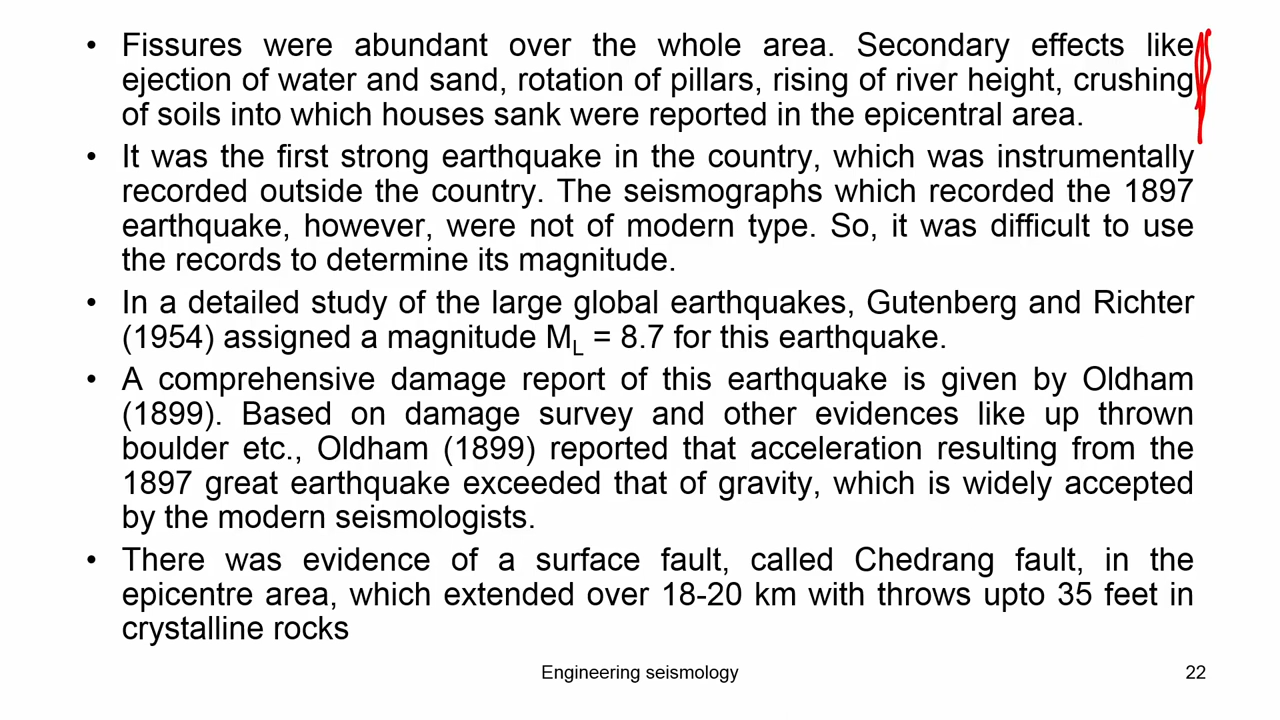 • Fissures were abundant over the whole area. Secondary effects like
ejection of water and sand, rotation of pillars, rising of river height, crushing
of soils into which houses sank were reported in the epicentral area.
• It was the first strong earthquake in the country, which was instrumentally
recorded outside the country. The seismographs which recorded the 1897
earthquake, however, were not of modern type. So, it was difficult to use
the records to determine its magnitude.
• In a detailed study of the large global earthquakes, Gutenberg and Richter
(1954) assigned a magnitude ML = 8.7 for this earthquake.
• A comprehensive damage report of this earthquake is given by Oldham
(1899). Based on damage survey and other evidences like up thrown
boulder etc., Oldham (1899) reported that acceleration resulting from the
1897 great earthquake exceeded that of gravity, which is widely accepted
by the modern seismologists.
• There was evidence of a surface fault, called Chedrang fault, in the
epicentre area, which extended over 18-20 km with throws upto 35 feet in
crystalline rocks
Engineering seismology
22